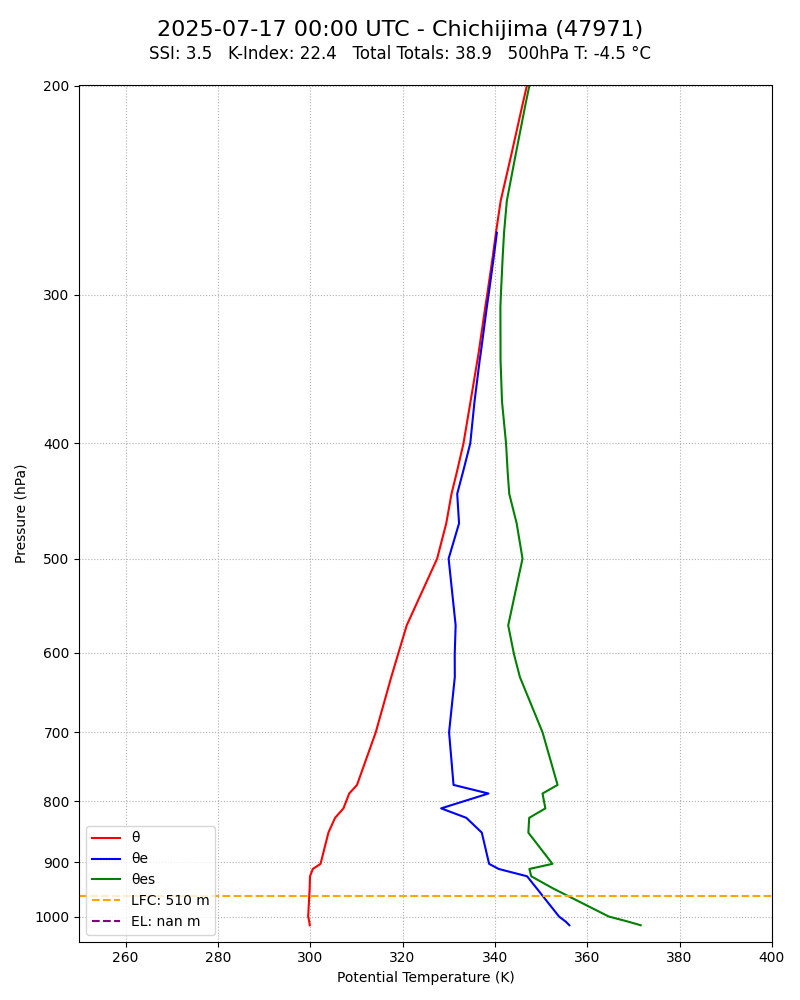 2025-07-17 00:00 UTC - Chichijima (47971)
SSI: 3.5   K-Index: 22.4   Total Totals: 38.9   500hPa T: -4.5 °C
200
300
400
500
600
700
800
900
1000
Pressure (hPa)
θ
θe
θes
LFC: 510 m
EL: nan m
260
280
300
320
340
360
380
400
Potential Temperature (K)